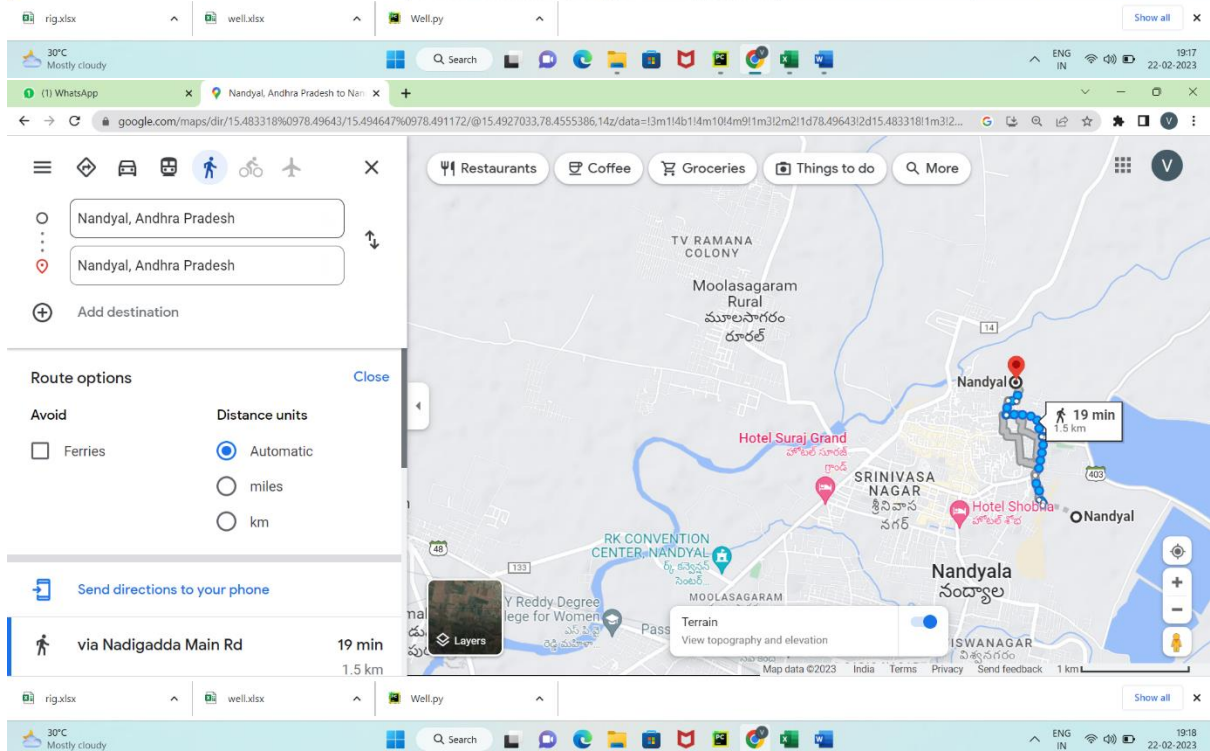 rig.xlsx
well.xlsx
Well.py
Show all
30°C
Mostly cloudy
Search
ENG
IN
19:17
22-02-2023
(1) WhatsApp
Nandyal, Andhra Pradesh to Nan
google.com/maps/dir/15.483318%0978.49643/15.494647%0978.491172/@15.4927033,78.4555386,14z/data=!3m1!4b1!4m10!4m9!1m3!2m2!1d78.49643!2d15.483318!1m3!2...
V
Restaurants
Coffee
Groceries
Things to do
More
V
Nandyal, Andhra Pradesh
Nandyal, Andhra Pradesh
Add destination
Route options
Close
Avoid
Distance units
Ferries
Automatic
miles
km
Send directions to your phone
via Nadigadda Main Rd
19 min
1.5 km
TV RAMANA
COLONY
Moolasagaram
Rural
మూలసాగరం
రూరల్
14
Nandyal
19 min
1.5 km
Hotel Suraj Grand
హోటల్ సూరజ్
గ్రాండ్
SRINIVASA
NAGAR
శ్రీనివాస
నగర్
403
Hotel Shobha
హోటల్ శోభ
Nandyal
48
133
RK CONVENTION
CENTER, NANDYAL
Nandyala
నంద్యాల
MOOLASAGARAM
Y Reddy Degree
lege for Women
Pass
Layers
Terrain
View topography and elevation
ISWANAGAR
విశ్వనగరం
Map data ©2023
India
Terms
Privacy
Send feedback
1 km
rig.xlsx
well.xlsx
Well.py
Show all
30°C
Mostly cloudy
Search
ENG
IN
19:18
22-02-2023